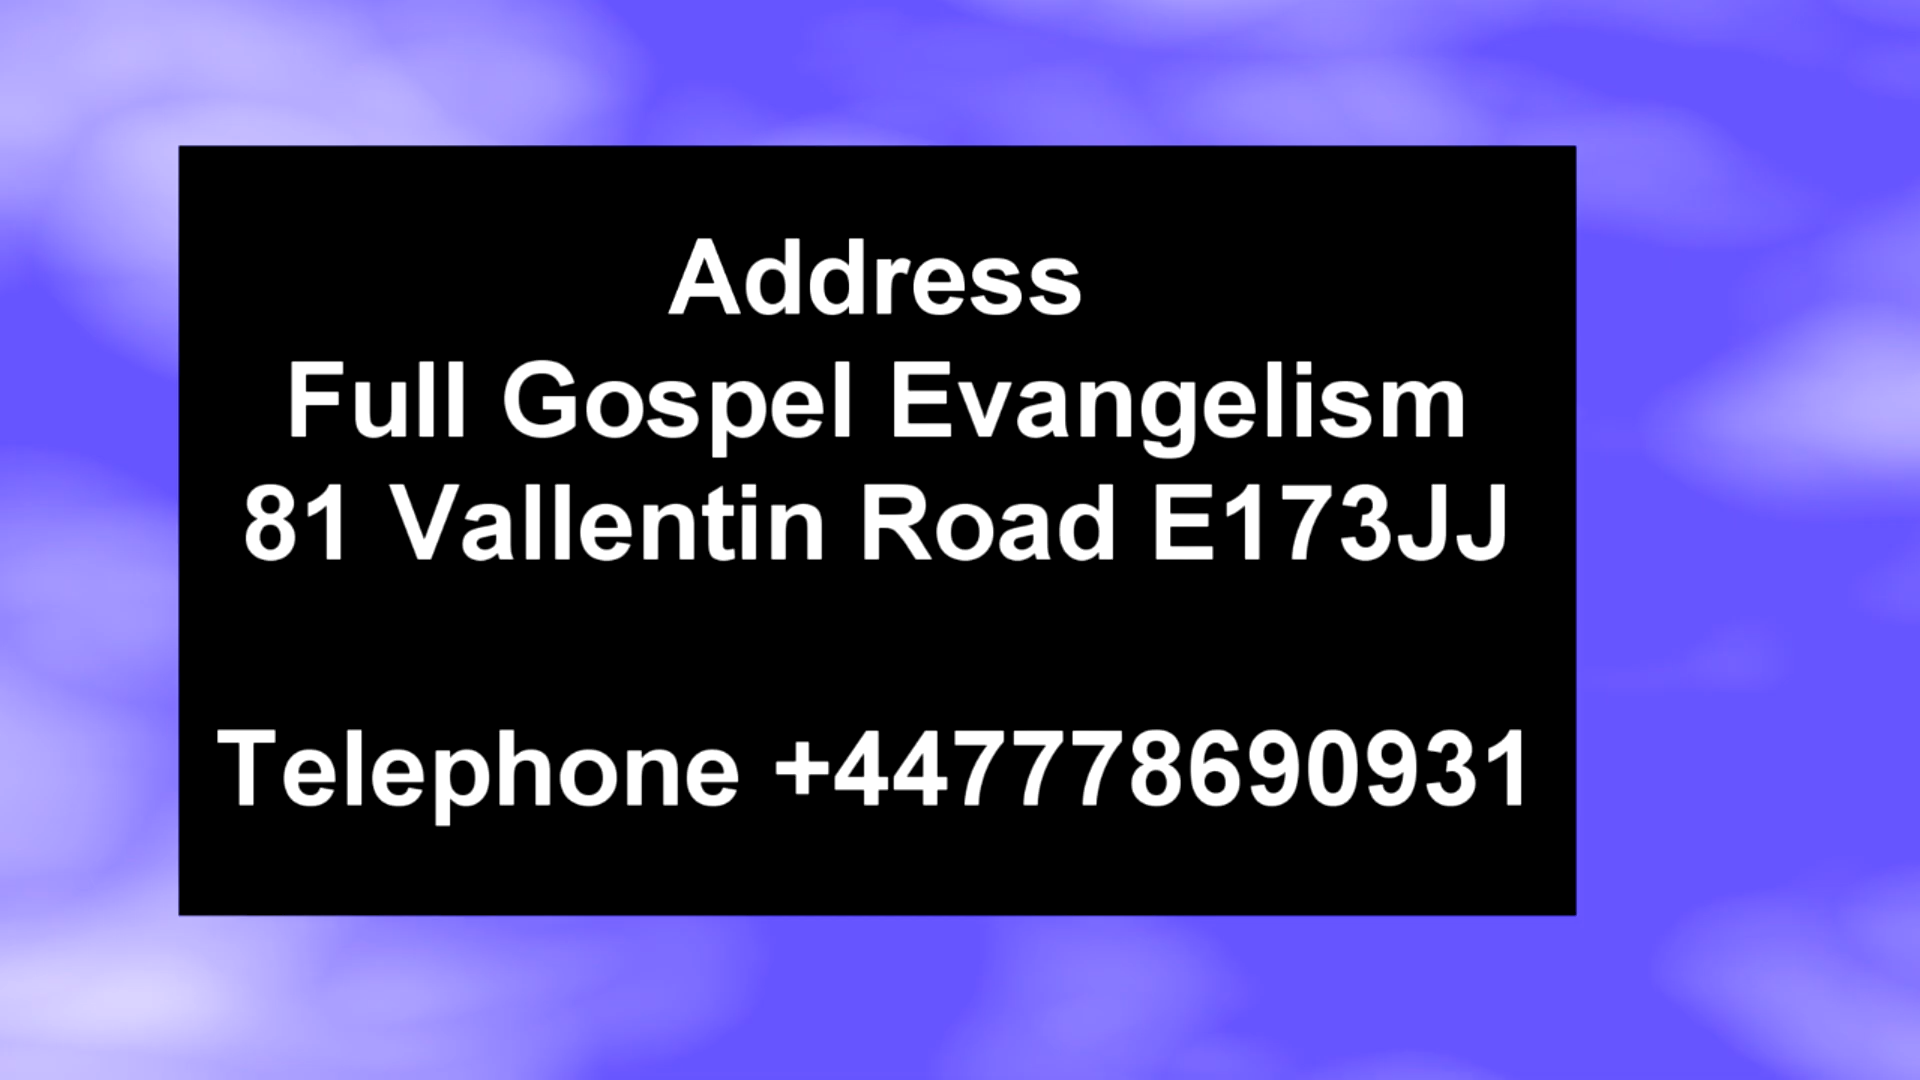 Address
Full Gospel Evangelism
81 Vallentin Road E173JJ
Telephone +447778690931